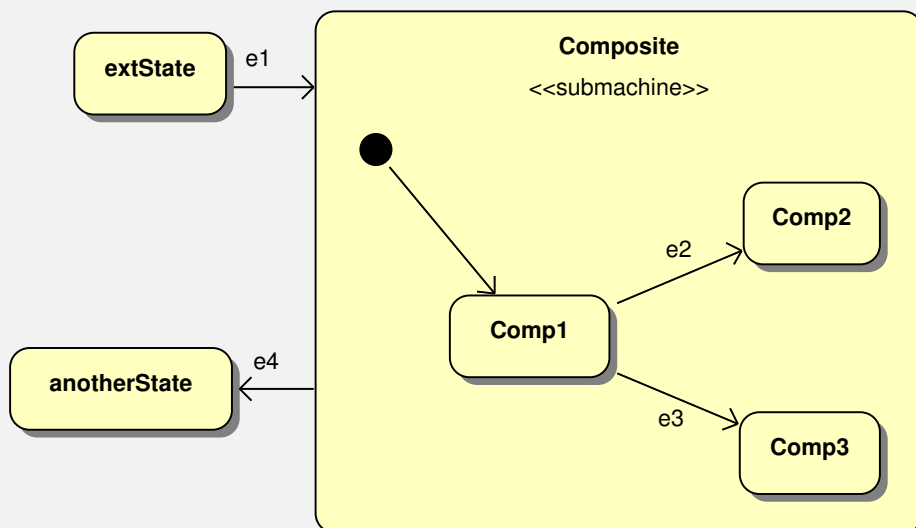 extState
e1
Composite
<<submachine>>
Comp2
e2
Comp1
anotherState
e4
e3
Comp3